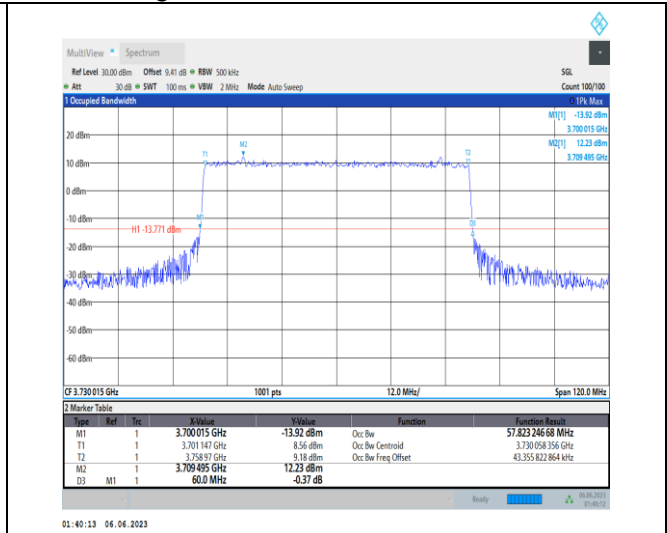 MultiView Spectrum
Ref Level 30.00 dBm Offset 9.41 dB RBW 500 kHz SGL
Att 30 dB SWT 100 ms VBW 2 MHz Mode Auto Sweep Count 100/100
1 Occupied Bandwidth 1Pk Max
M1[1] -13.92 dBm
3.700 015 GHz
20 dBm
M2[1] 12.23 dBm
3.709 495 GHz
M2
T1
T2
10 dBm
0 dBm
-10 dBm
M1
D3
H1 -13.771 dBm
-20 dBm
-30 dBm
-40 dBm
-50 dBm
-60 dBm
CF 3.730 015 GHz 1001 pts 12.0 MHz/ Span 120.0 MHz
2 Marker Table
Type Ref Trc X-Value Y-Value Function Function Result
M1 1 3.700 015 GHz -13.92 dBm Occ Bw 57.823 246 68 MHz
T1 1 3.701 147 GHz 8.56 dBm Occ Bw Centroid 3.730 058 356 GHz
T2 1 3.758 97 GHz 9.18 dBm Occ Bw Freq Offset 43.355 822 864 kHz
M2 1 3.709 495 GHz 12.23 dBm
D3 M1 1 60.0 MHz -0.37 dB
Ready 06.06.2023
01:40:12
01:40:13 06.06.2023